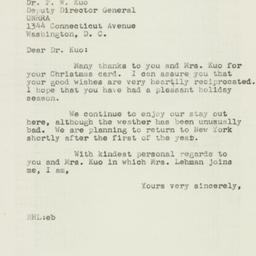 Dr. P. W. Kuo
Deputy Director General
UNRRA
1344 Connecticut Avenue
Washington, D. C.
Dear Dr. Kuo:
Many thanks to you and Mrs. Kuo for
your Christmas card. I can assure you that
your good wishes are very heartily reciprocated.
I hope that you have had a pleasant holiday
season.
We continue to enjoy our stay out
here, although the weather has been unusually
bad. We are planning to return to New York
shortly after the first of the year.
With kindest personal regards to
you and Mrs. Kuo in which Mrs. Lehman joins
me, I am,
Yours very sincerely,
HHL:eb